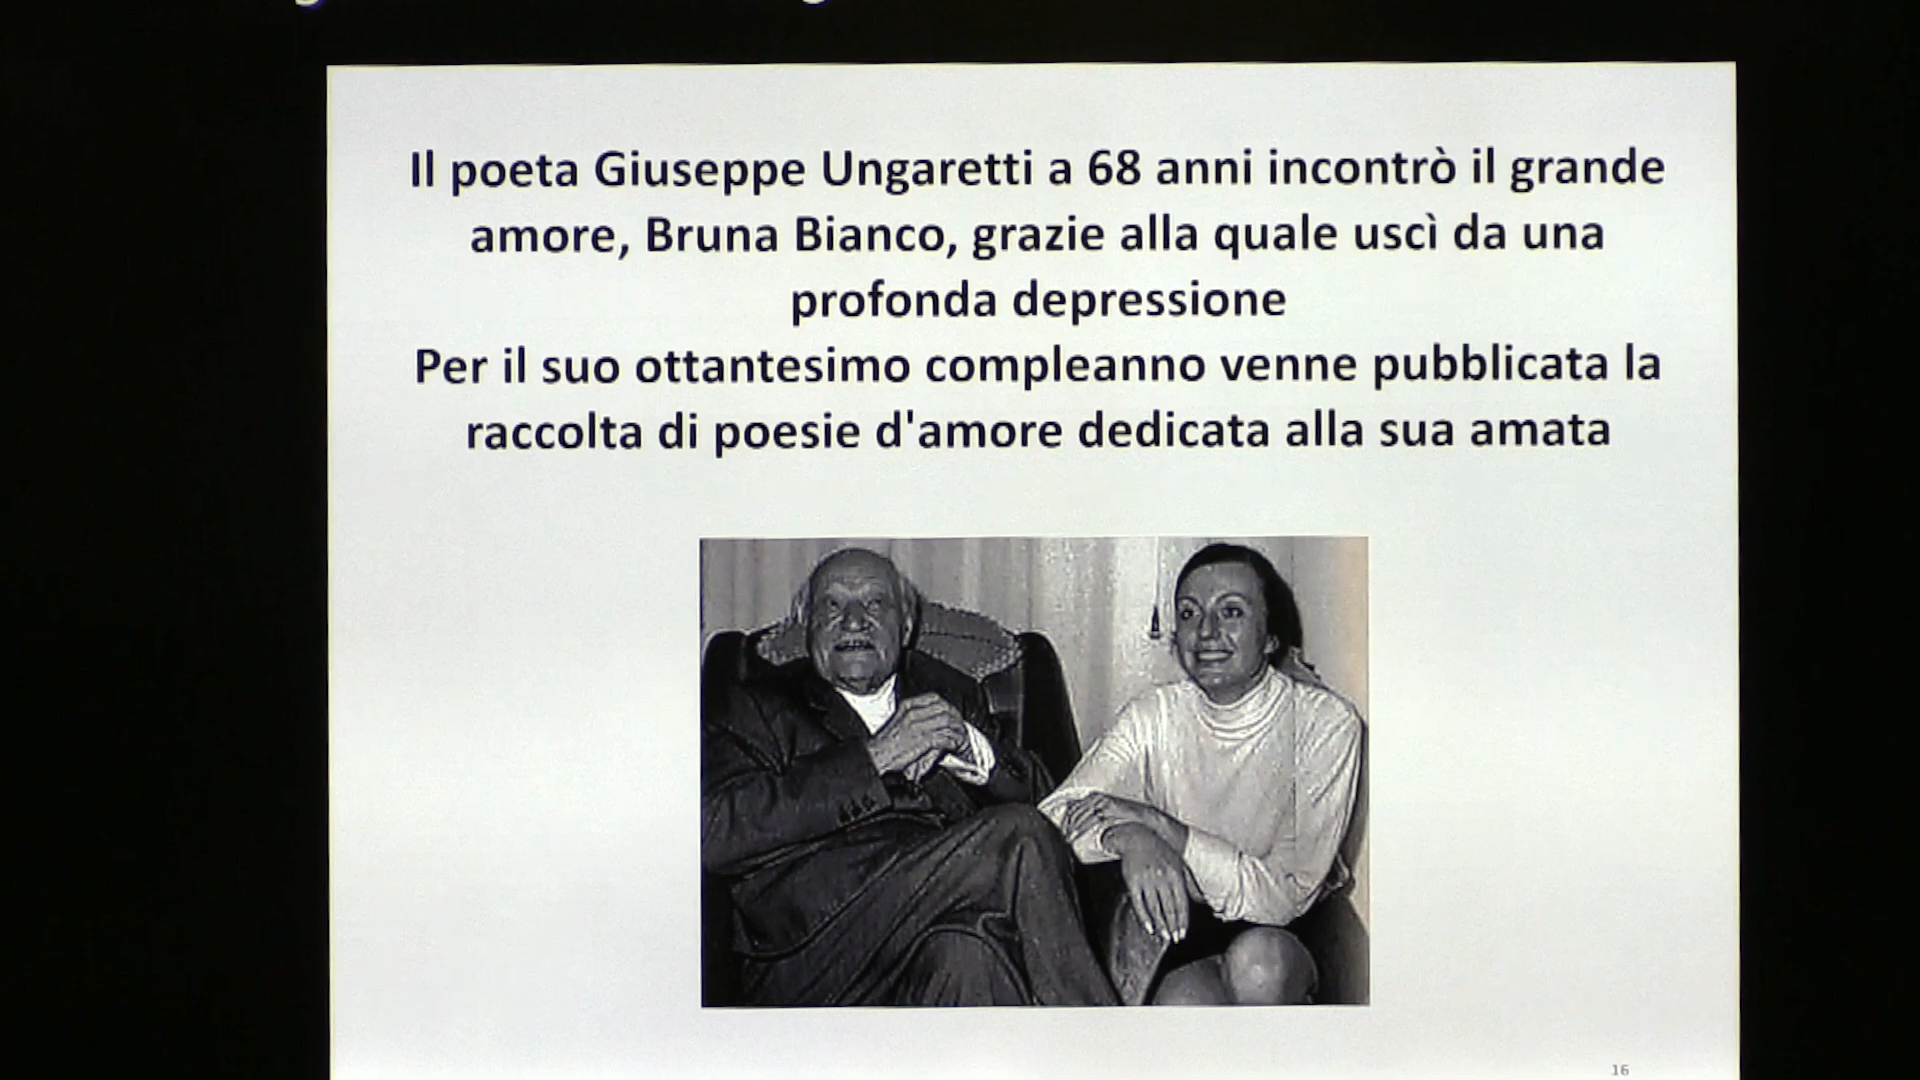 Il poeta Giuseppe Ungaretti a 68 anni incontrò il grande
amore, Bruna Bianco, grazie alla quale uscì da una
profonda depressione
Per il suo ottantesimo compleanno venne pubblicata la
raccolta di poesie d'amore dedicata alla sua amata
16